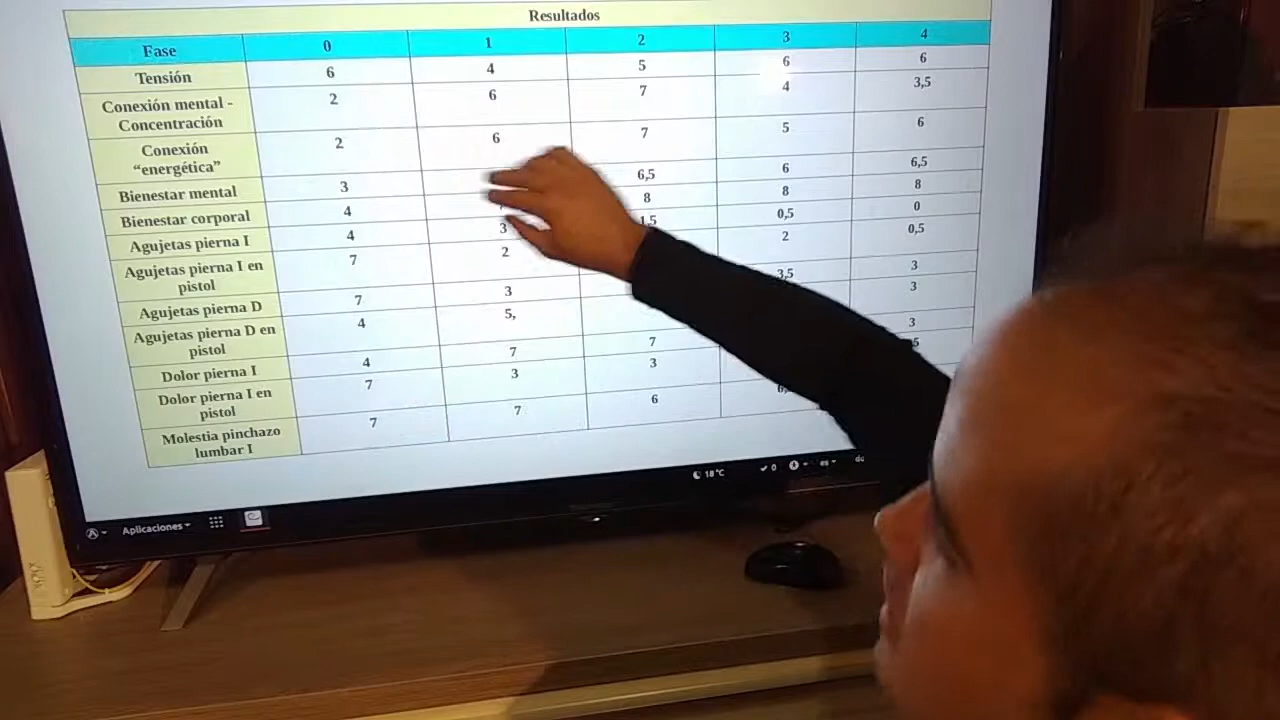 Resultados
Fase 0 1 2 3 4
Tensión 6 4 5 6 6
Conexión mental - 2 6 7 4 3,5
Concentración
Conexión 2 6 7 5 6
“energética”
Bienestar mental 3 6,5 6 6,5
Bienestar corporal 4 8 8 8
Agujetas pierna I 4 3 1,5 0,5 0
Agujetas pierna I en 7 2 2 0,5
pistol
Agujetas pierna D 7 3 3,5 3
Agujetas pierna D en 4 5, 3
pistol
Dolor pierna I 4 7 7 3
Dolor pierna I en 7 3 3
pistol
Molestia pinchazo 7 7 6
lumbar I
18 °C 0 es
Aplicaciones